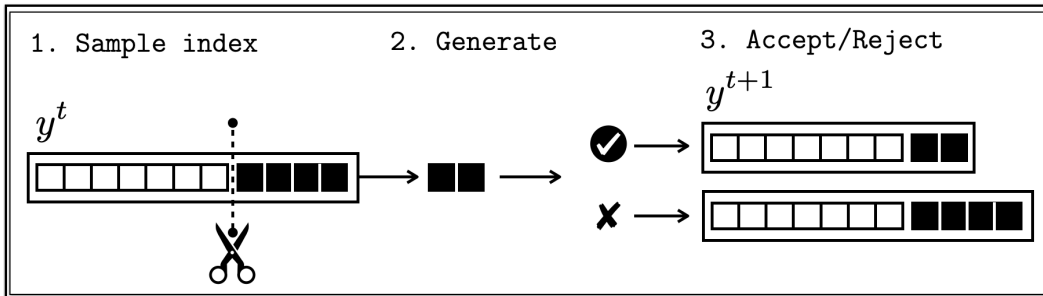 1. Sample index
2. Generate
3. Accept/Reject
y^t
y^{t+1}